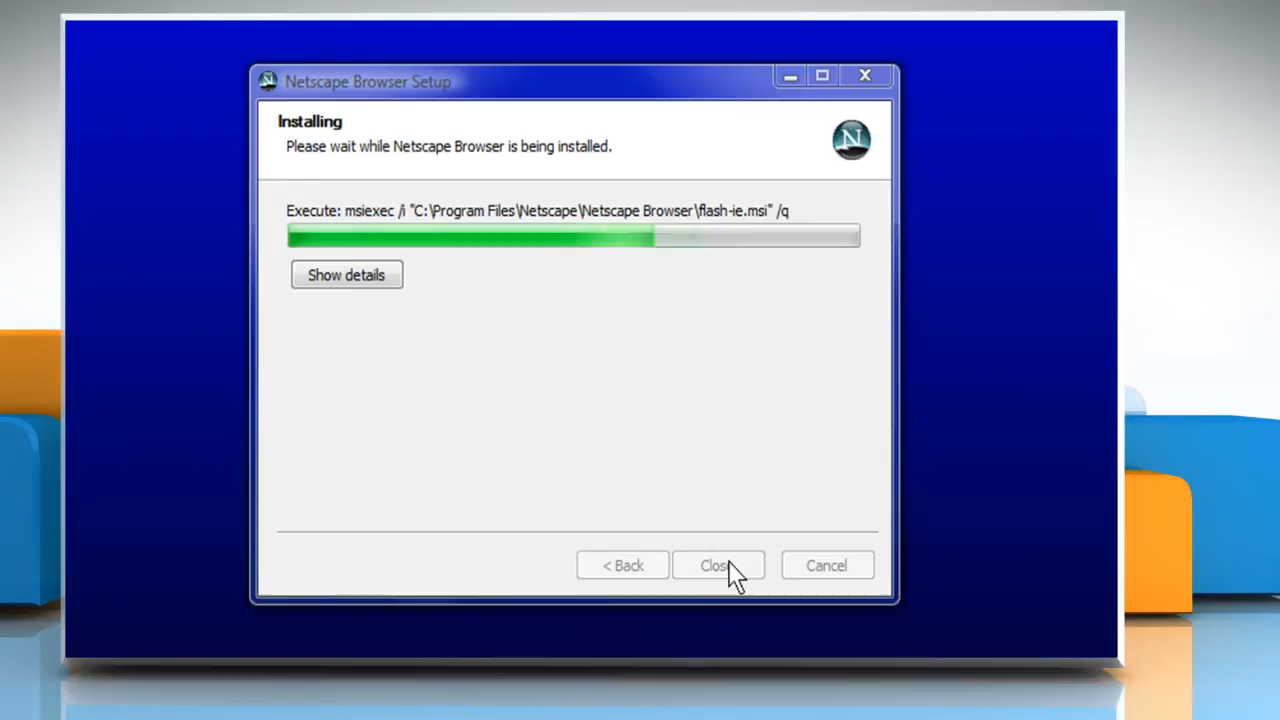 Netscape Browser Setup
Installing
Please wait while Netscape Browser is being installed.
N
Execute: msiexec /i "C:\Program Files\Netscape\Netscape Browser\flash-ie.msi" /q
Show details
< Back
Close
Cancel